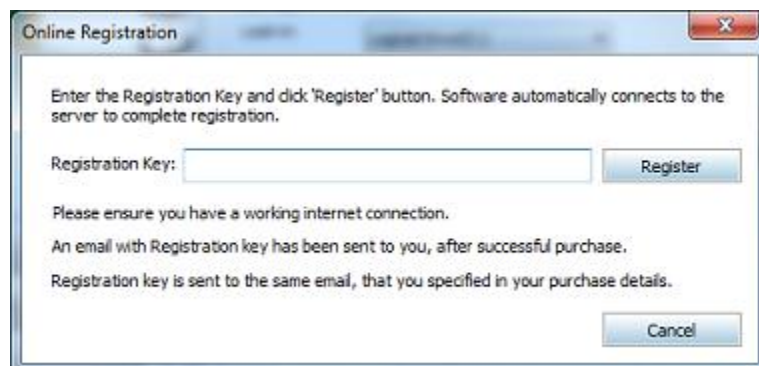 Online Registration
Enter the Registration Key and click 'Register' button. Software automatically connects to the
server to complete registration.
Registration Key:
Register
Please ensure you have a working internet connection.
An email with Registration key has been sent to you, after successful purchase.
Registration key is sent to the same email, that you specified in your purchase details.
Cancel